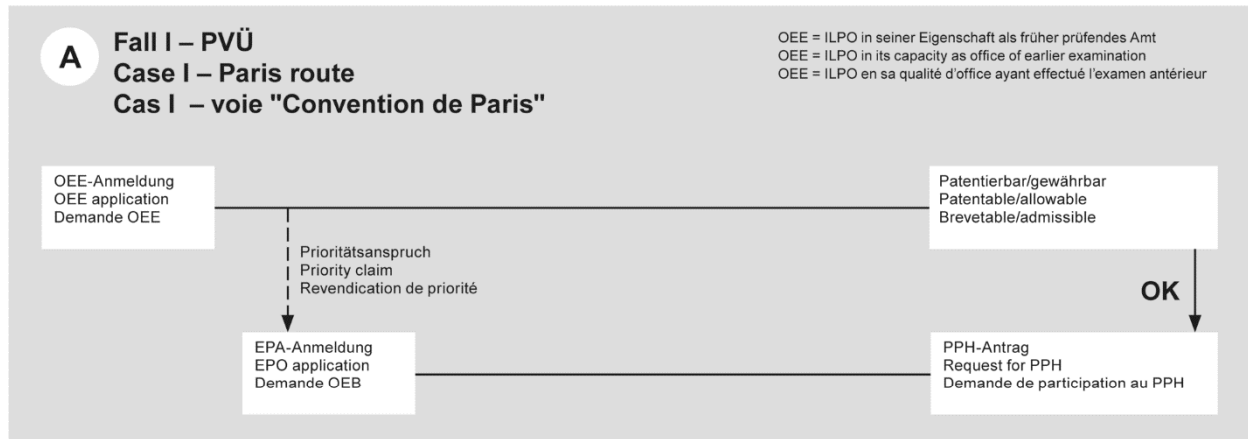 A
Fall I – PVÜ
Case I – Paris route
Cas I – voie "Convention de Paris"
OEE = ILPO in seiner Eigenschaft als früher prüfendes Amt
OEE = ILPO in its capacity as office of earlier examination
OEE = ILPO en sa qualité d'office ayant effectué l'examen antérieur
OEE-Anmeldung
OEE application
Demande OEE
Patentierbar/gewährbar
Patentable/allowable
Brevetable/admissible
Prioritätsanspruch
Priority claim
Revendication de priorité
OK
EPA-Anmeldung
EPO application
Demande OEB
PPH-Antrag
Request for PPH
Demande de participation au PPH